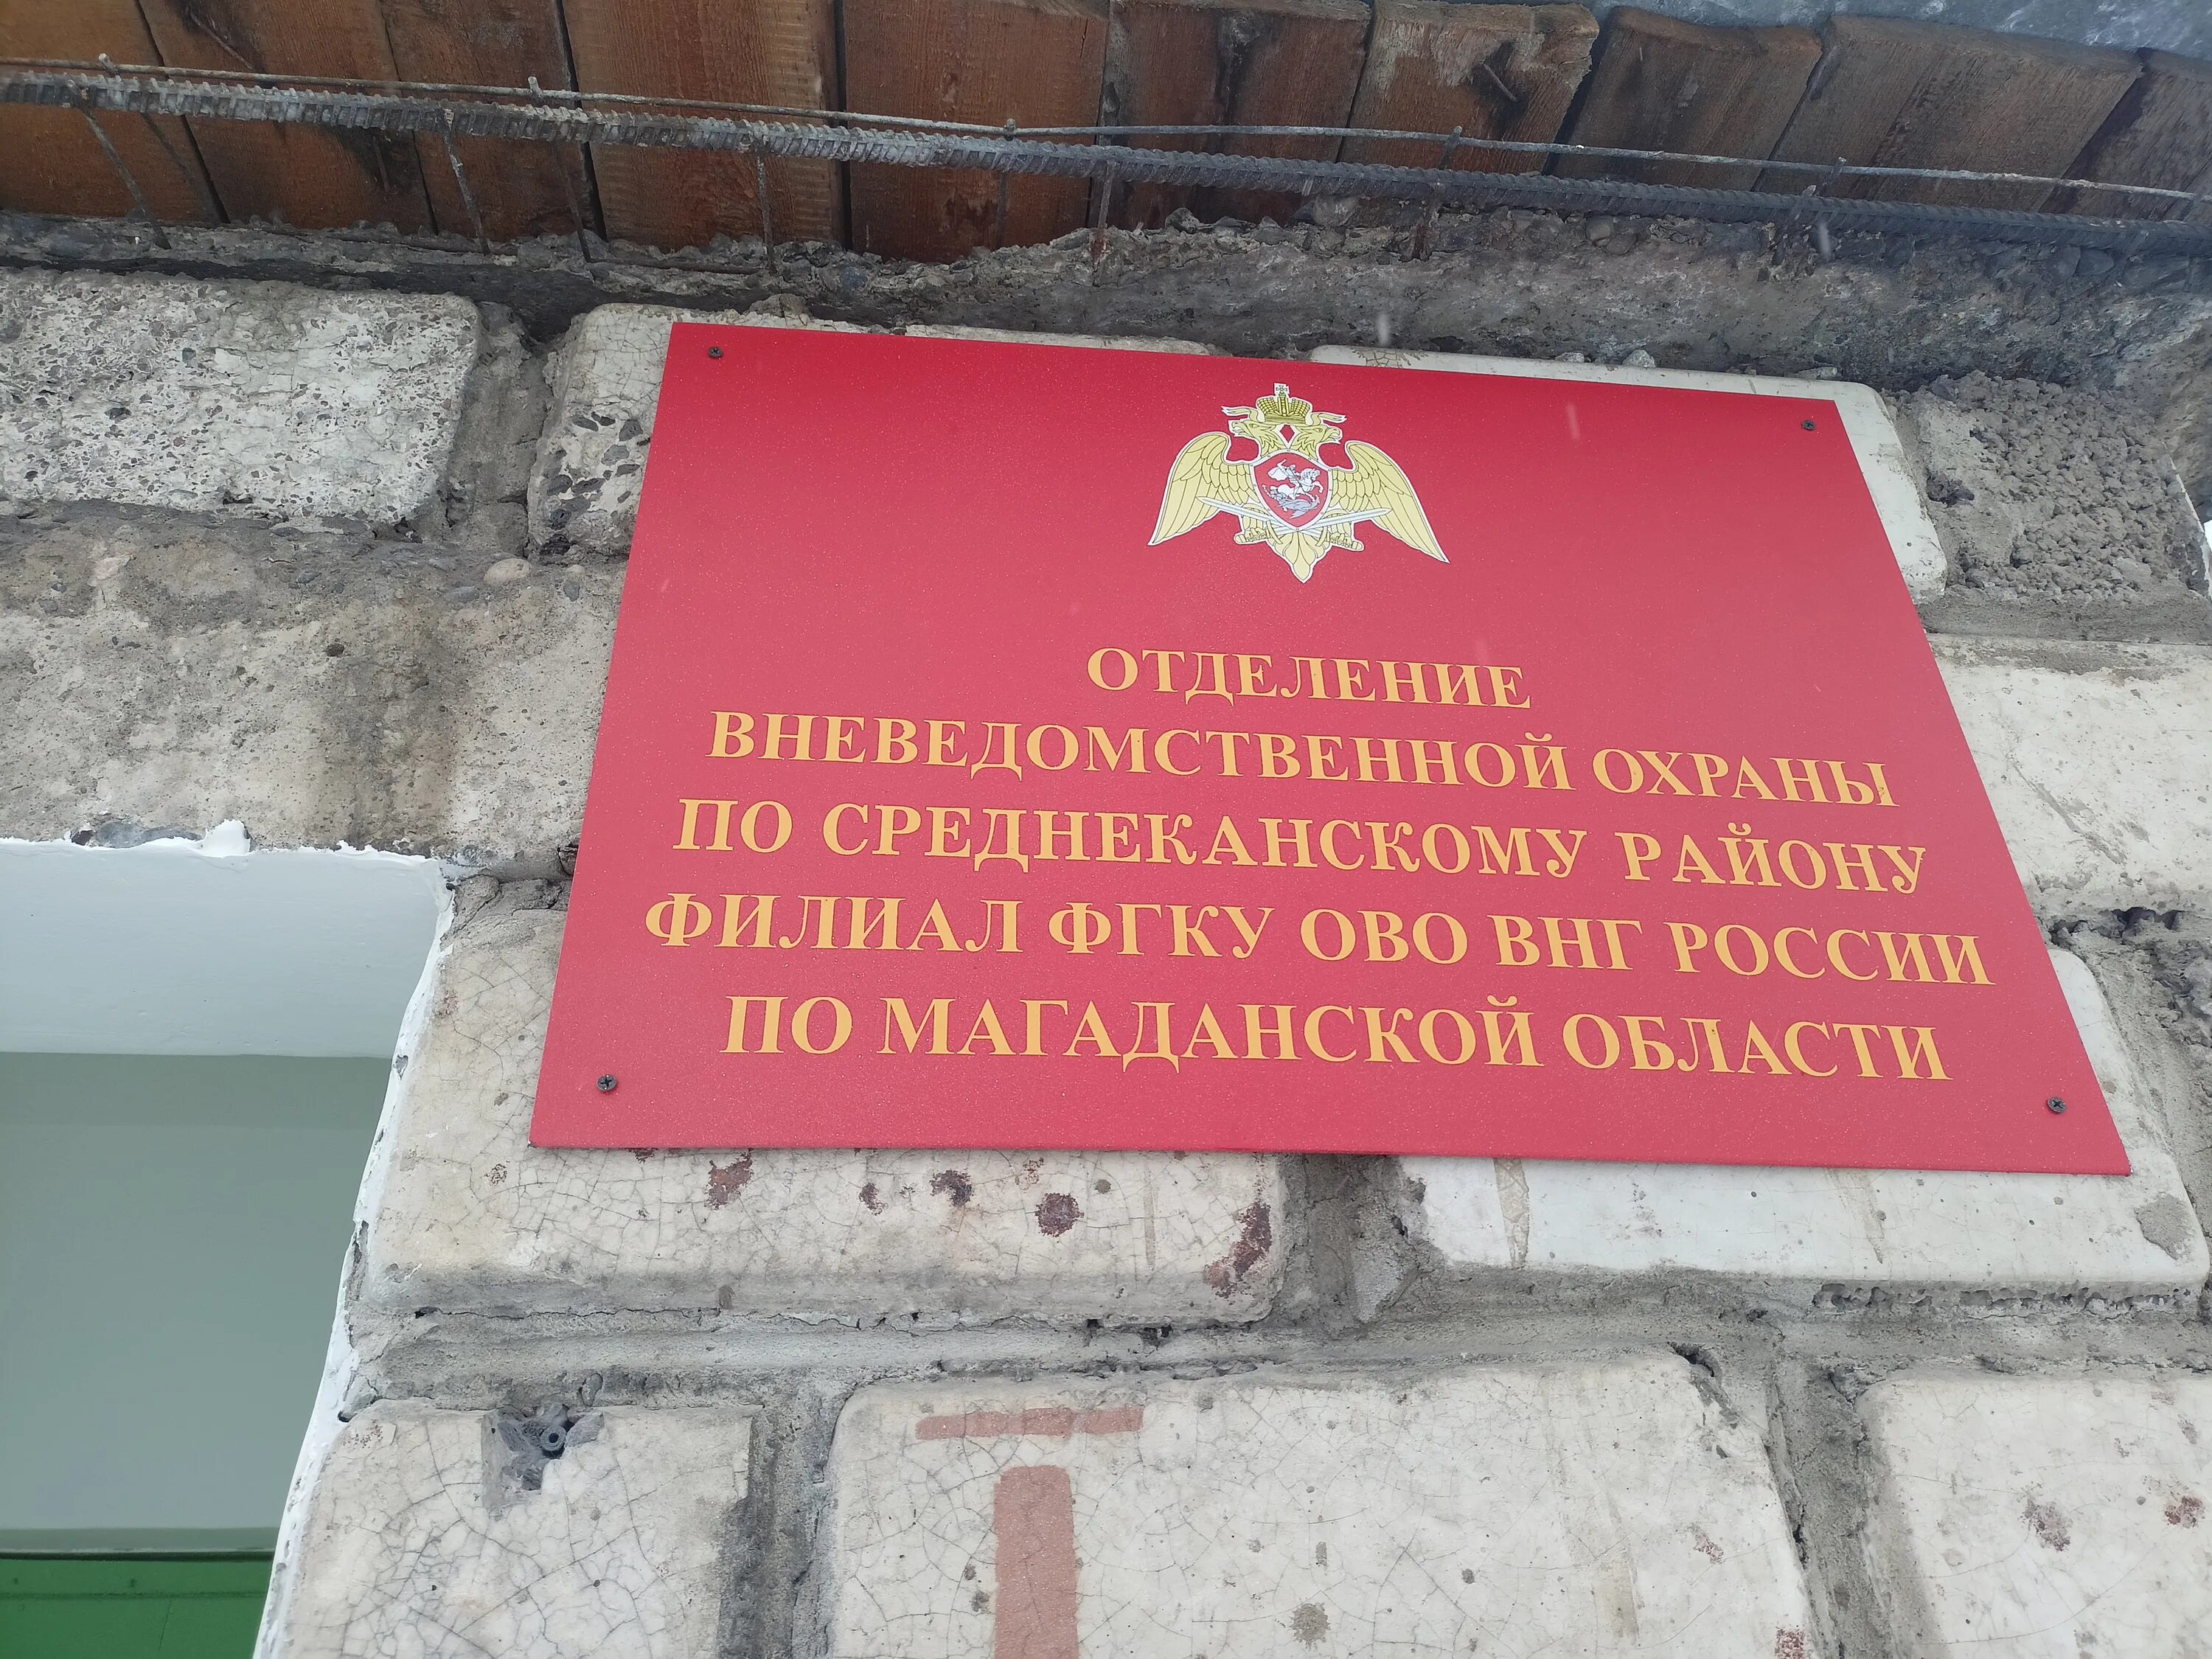 ОТДЕЛЕНИЕ
ВНЕВЕДОМСТВЕННОЙ ОХРАНЫ
ПО СРЕДНЕКАНСКОМУ РАЙОНУ
ФИЛИАЛ ФГКУ ОВО ВНГ РОССИИ
ПО МАГАДАНСКОЙ ОБЛАСТИ